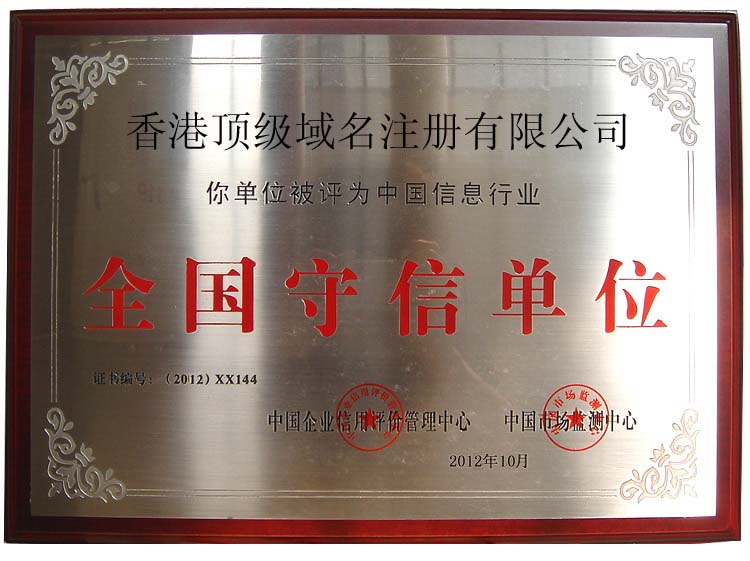 香港顶级域名注册有限公司
你单位被评为中国信息行业
全国守信单位
证书编号：（2012）XX144
中国企业信用评价管理中心 中国市场监测中心
2012年10月